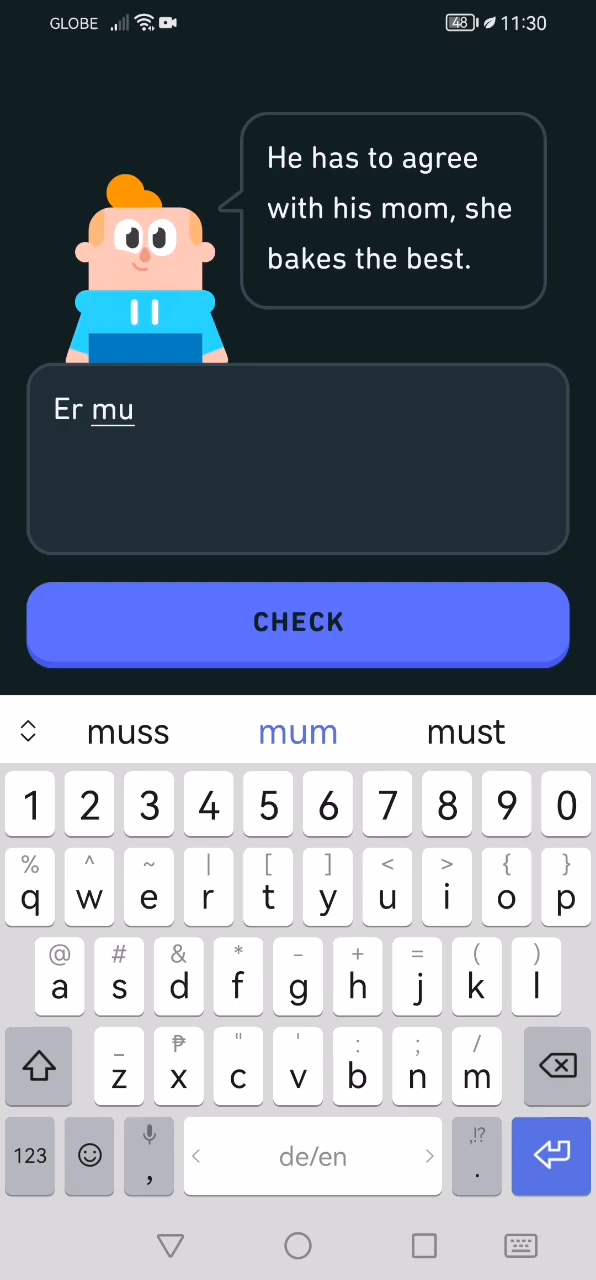 GLOBE 48 11:30
He has to agree
with his mom, she
bakes the best.
Er mu
CHECK
muss mum must
1 2 3 4 5 6 7 8 9 0
% ^ ~ | [ ] < > { }
q w e r t y u i o p
@ # & * - + = ( )
a s d f g h j k l
_ ₱ " ' : ; /
z x c v b n m
123 , < de/en > ,!? .